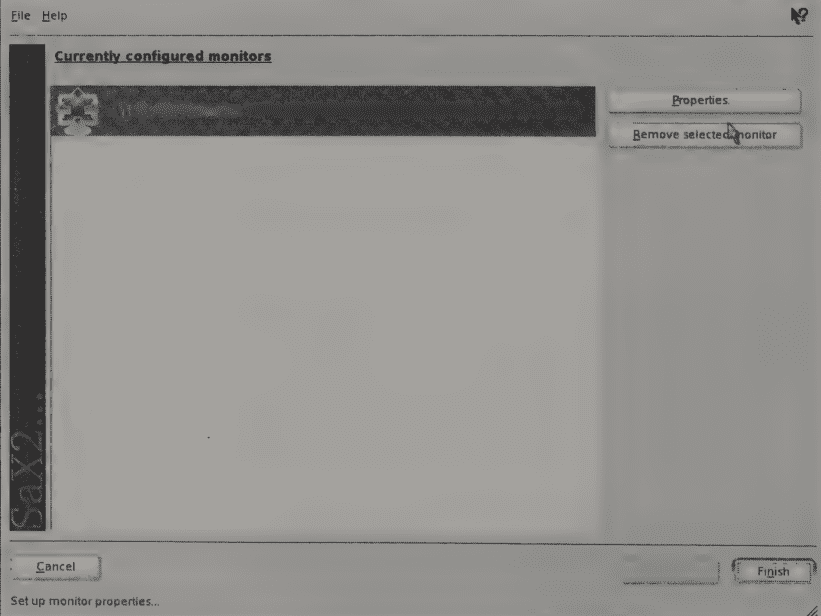 File Help
Currently configured monitors
Properties
Remove selected monitor
SaX2...
Cancel
Finish
Set up monitor properties...